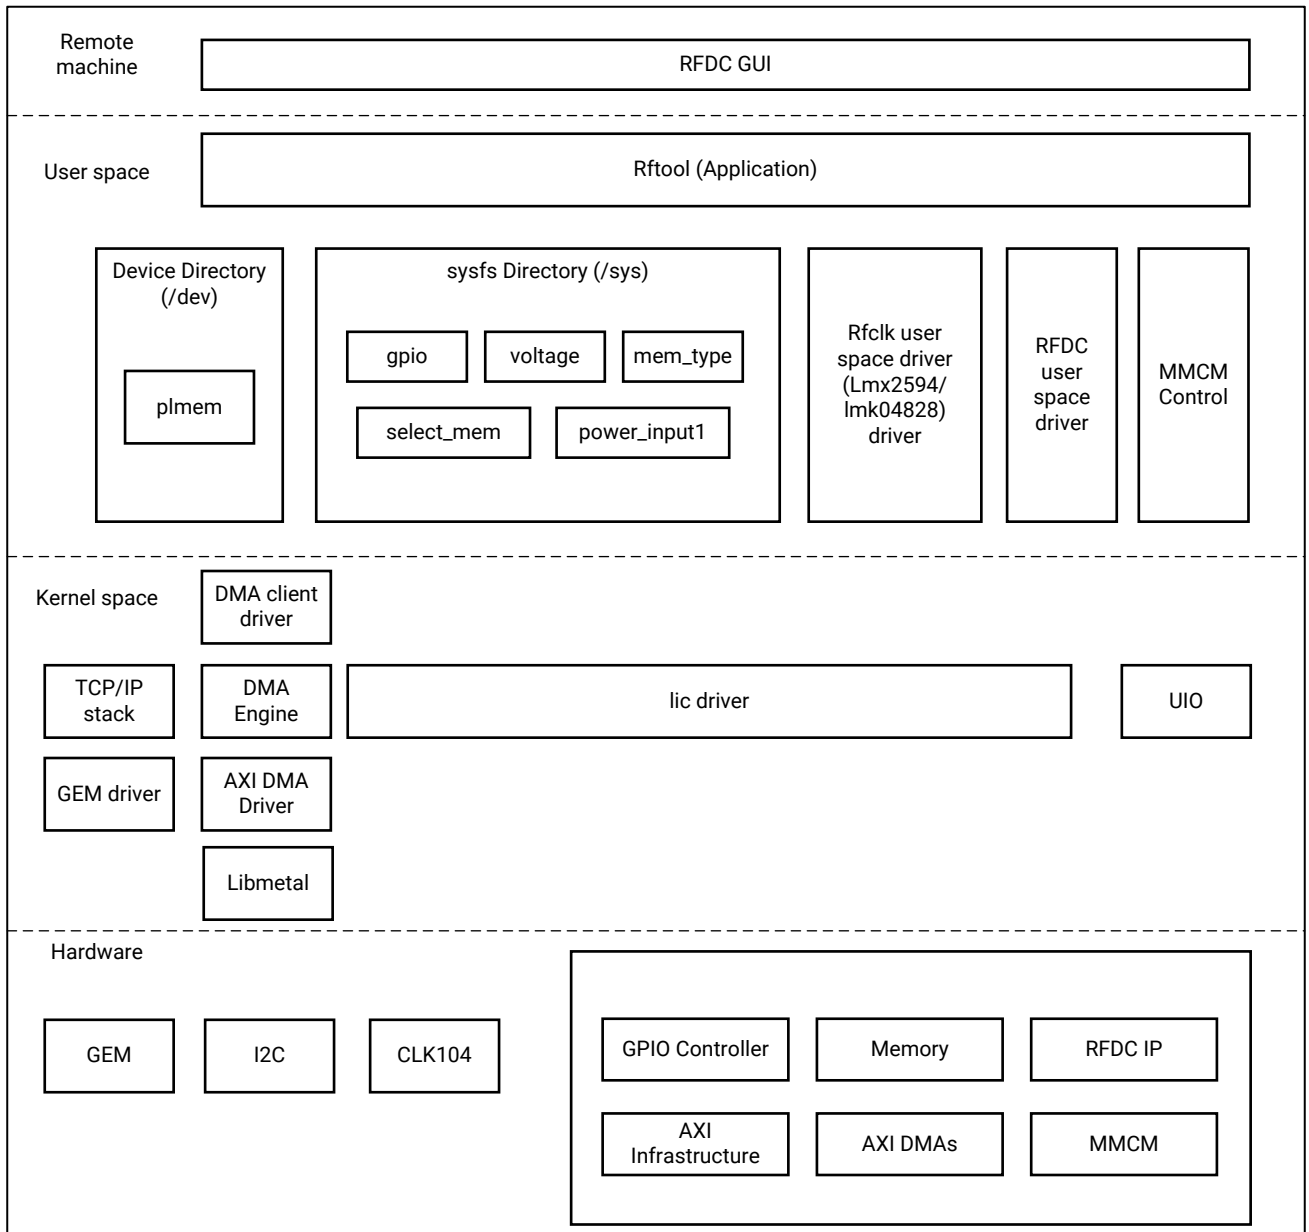 Remote
machine
RFDC GUI
User space
Rftool (Application)
Device Directory
(/dev)
plmem
sysfs Directory (/sys)
gpio
voltage
mem_type
select_mem
power_input1
Rfclk user
space driver
(Lmx2594/
lmk04828)
driver
RFDC
user
space
driver
MMCM
Control
Kernel space
DMA client
driver
TCP/IP
stack
DMA
Engine
lic driver
UIO
GEM driver
AXI DMA
Driver
Libmetal
Hardware
GEM
I2C
CLK104
GPIO Controller
Memory
RFDC IP
AXI
Infrastructure
AXI DMAs
MMCM